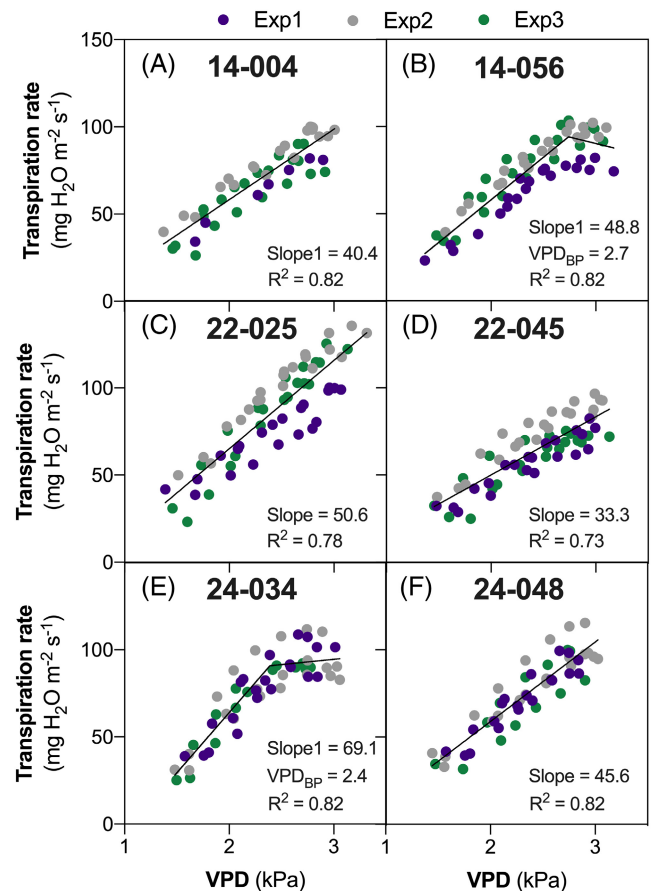 Exp1 Exp2 Exp3
150
100
50
0
Transpiration rate
(mg H₂O m⁻² s⁻¹)
(A) 14-004
Slope1 = 40.4
R² = 0.82
(B) 14-056
Slope1 = 48.8
VPD_BP = 2.7
R² = 0.82
100
50
0
Transpiration rate
(mg H₂O m⁻² s⁻¹)
(C) 22-025
Slope = 50.6
R² = 0.78
(D) 22-045
Slope = 33.3
R² = 0.73
100
50
0
Transpiration rate
(mg H₂O m⁻² s⁻¹)
(E) 24-034
Slope1 = 69.1
VPD_BP = 2.4
R² = 0.82
(F) 24-048
Slope = 45.6
R² = 0.82
1 2 3 1 2 3
VPD (kPa) VPD (kPa)